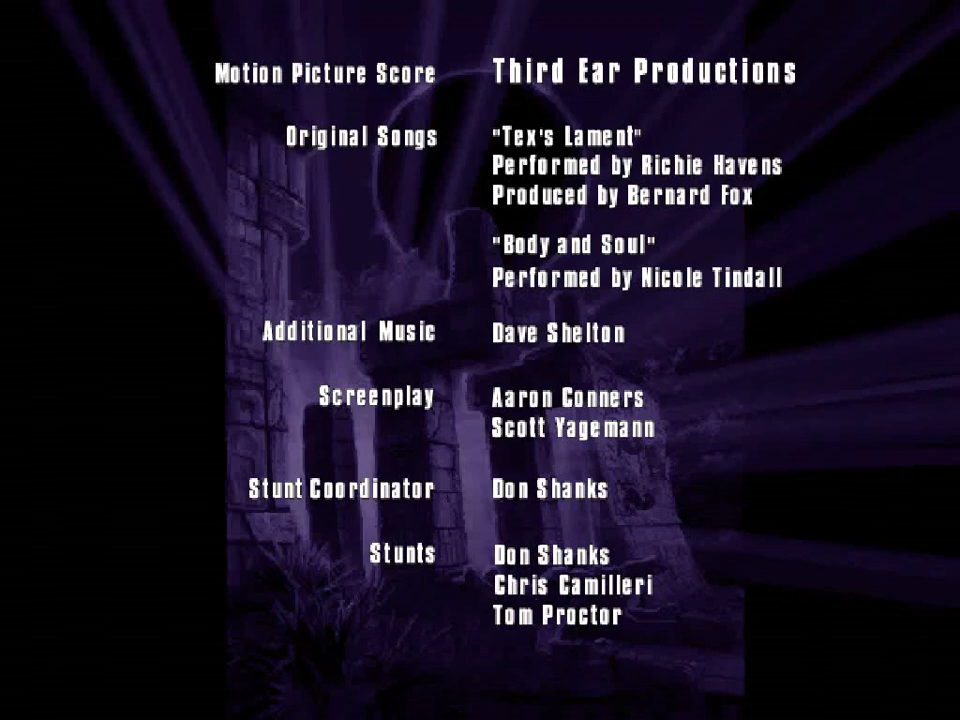 Motion Picture Score Third Ear Productions
Original Songs "Tex's Lament"
Performed by Richie Havens
Produced by Bernard Fox
"Body and Soul"
Performed by Nicole Tindall
Additional Music Dave Shelton
Screenplay Aaron Conners
Scott Yagemann
Stunt Coordinator Don Shanks
Stunts Don Shanks
Chris Camilleri
Tom Proctor